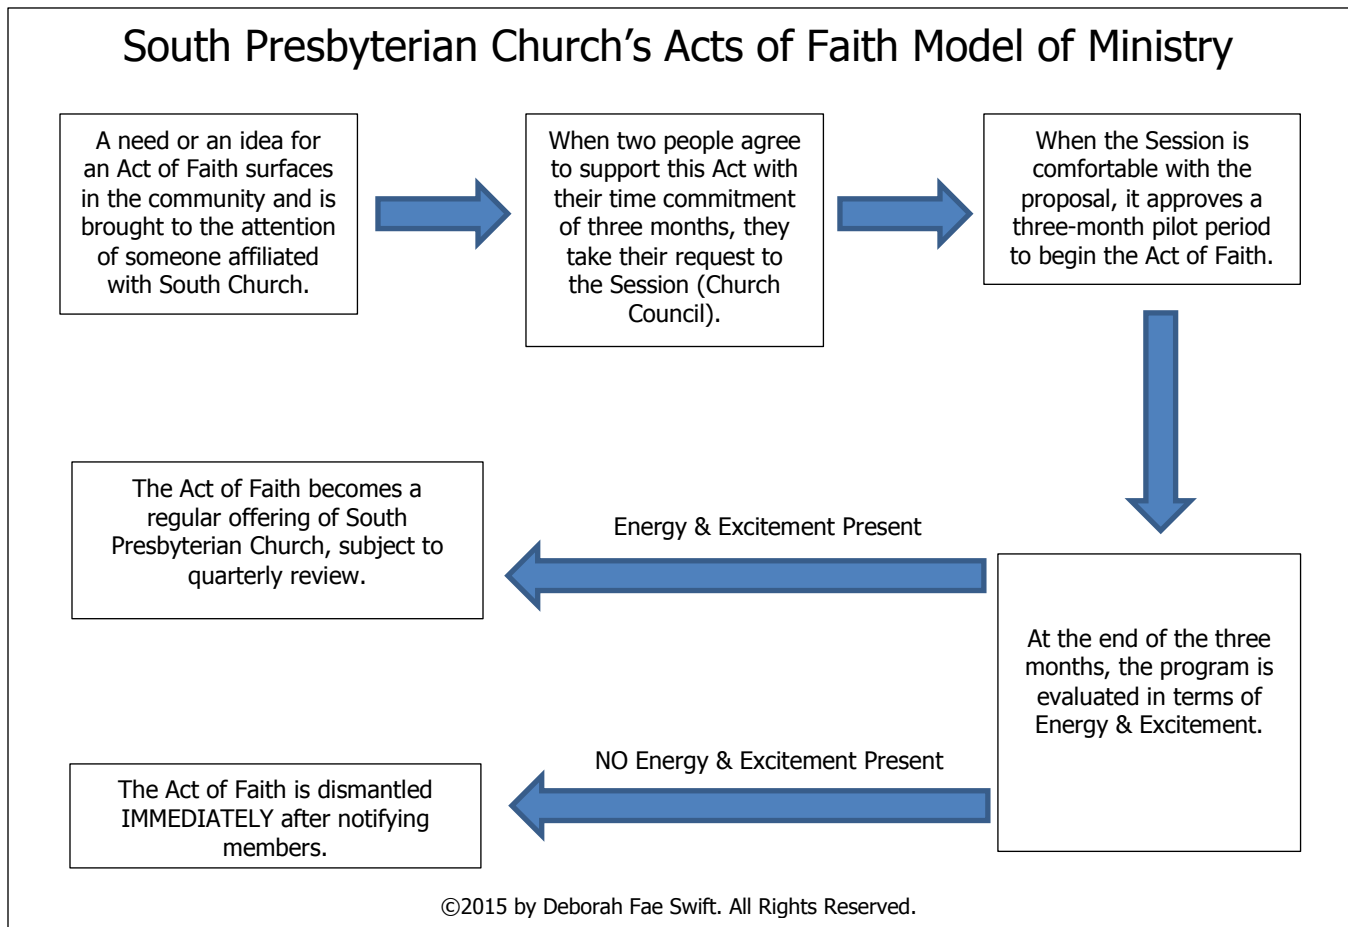 South Presbyterian Church’s Acts of Faith Model of Ministry
A need or an idea for
an Act of Faith surfaces
in the community and is
brought to the attention
of someone affiliated
with South Church.
When two people agree
to support this Act with
their time commitment
of three months, they
take their request to
the Session (Church
Council).
When the Session is
comfortable with the
proposal, it approves a
three-month pilot period
to begin the Act of Faith.
At the end of the three
months, the program is
evaluated in terms of
Energy & Excitement.
Energy & Excitement Present
The Act of Faith becomes a
regular offering of South
Presbyterian Church, subject to
quarterly review.
NO Energy & Excitement Present
The Act of Faith is dismantled
IMMEDIATELY after notifying
members.
©2015 by Deborah Fae Swift. All Rights Reserved.